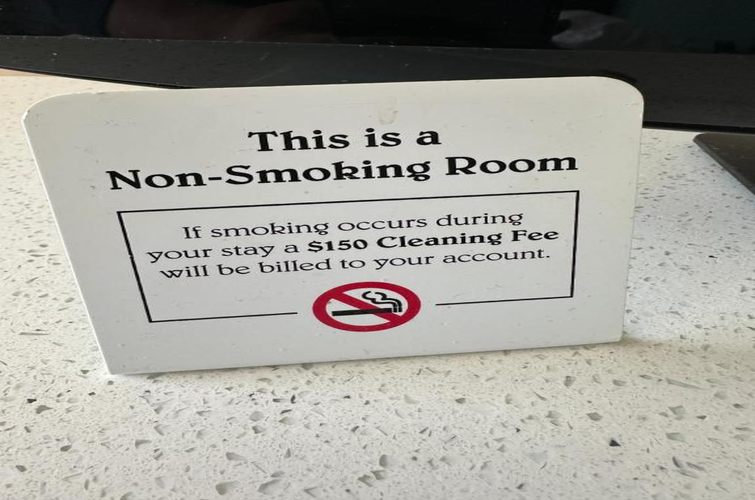 This is a
Non-Smoking Room
If smoking occurs during
your stay a $150 Cleaning Fee
will be billed to your account.